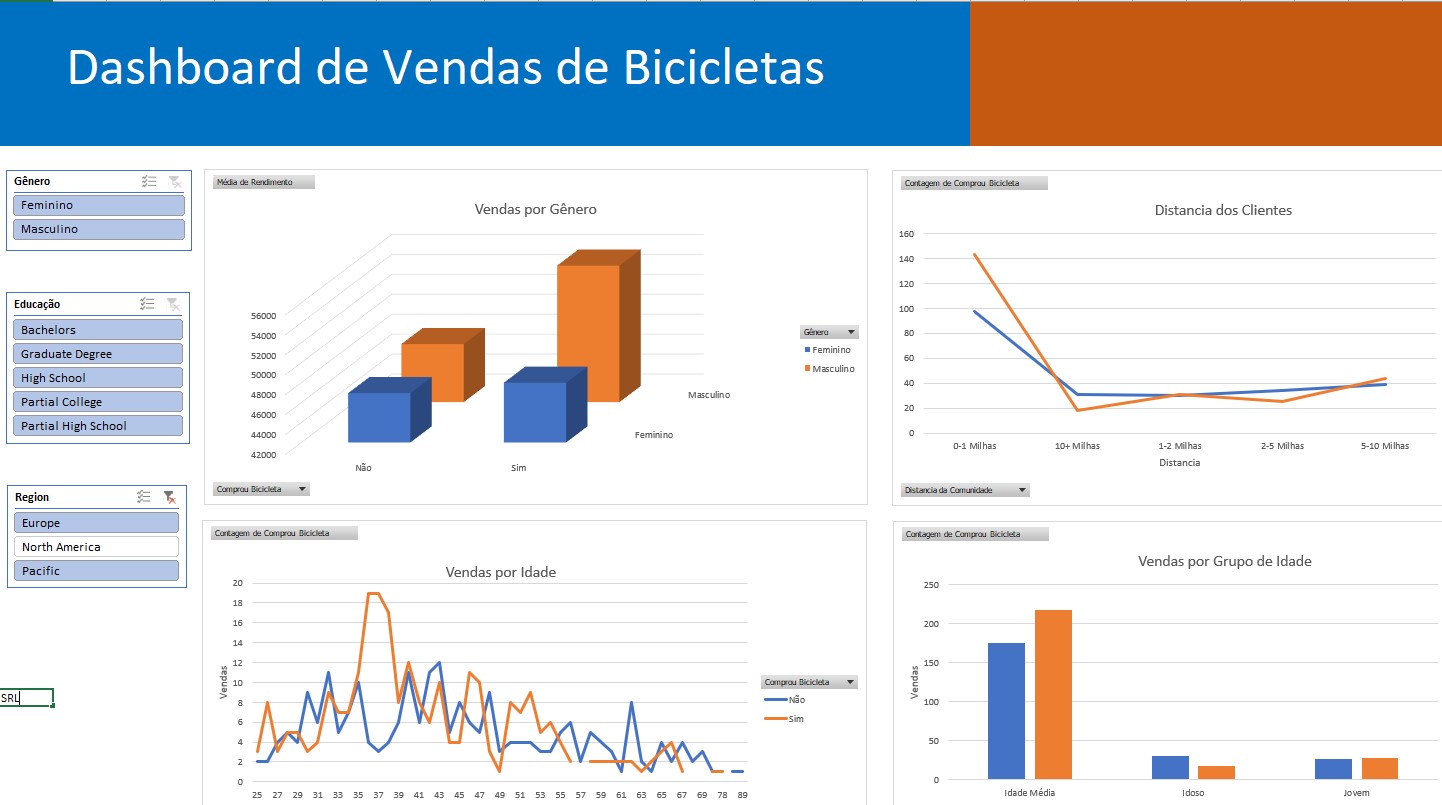 Dashboard de Vendas de Bicicletas
Gênero
Feminino
Masculino
Educação
Bachelors
Graduate Degree
High School
Partial College
Partial High School
Region
Europe
North America
Pacific
SRL
Média de Rendimento
Vendas por Gênero
56000
54000
52000
50000
48000
46000
44000
42000
Não
Sim
Masculino
Feminino
Gênero
Feminino
Masculino
Comprou Bicicleta
Contagem de Comprou Bicicleta
Distancia dos Clientes
160
140
120
100
80
60
40
20
0
0-1 Milhas 10+ Milhas 1-2 Milhas 2-5 Milhas 5-10 Milhas
Distancia
Distancia da Comunidade
Contagem de Comprou Bicicleta
Vendas por Idade
Vendas
20
18
16
14
12
10
8
6
4
2
0
25 27 29 31 33 35 37 39 41 43 45 47 49 51 53 55 57 59 61 63 65 67 69 78 89
Comprou Bicicleta
Não
Sim
Contagem de Comprou Bicicleta
Vendas por Grupo de Idade
Vendas
250
200
150
100
50
0
Idade Média Idoso Jovem